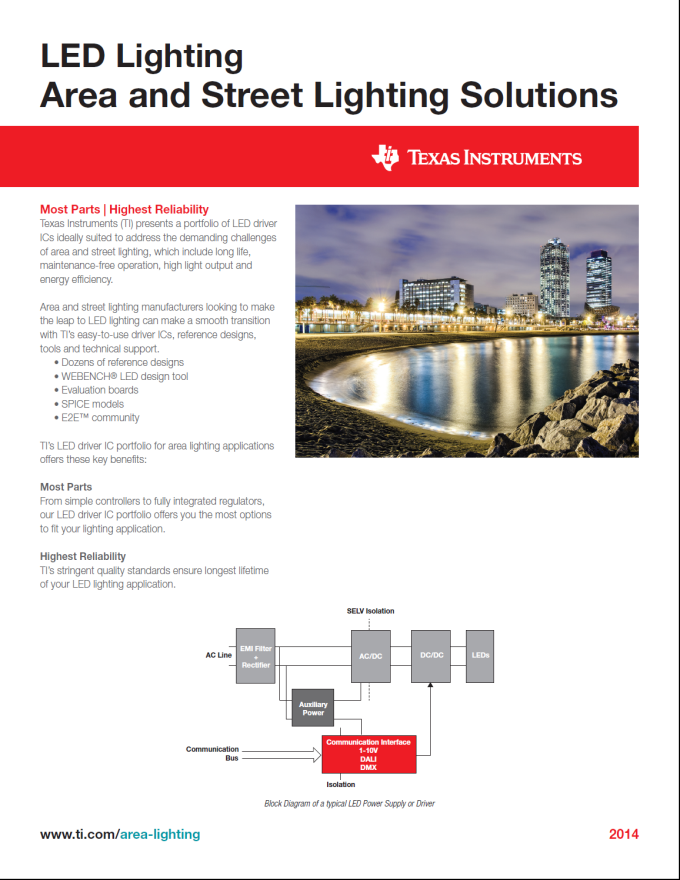 LED Lighting
Area and Street Lighting Solutions
TEXAS INSTRUMENTS
Most Parts | Highest Reliability
Texas Instruments (TI) presents a portfolio of LED driver
ICs ideally suited to address the demanding challenges
of area and street lighting, which include long life,
maintenance-free operation, high light output and
energy efficiency.
Area and street lighting manufacturers looking to make
the leap to LED lighting can make a smooth transition
with TI's easy-to-use driver ICs, reference designs,
tools and technical support.
• Dozens of reference designs
• WEBENCH® LED design tool
• Evaluation boards
• SPICE models
• E2E™ community
TI's LED driver IC portfolio for area lighting applications
offers these key benefits:
Most Parts
From simple controllers to fully integrated regulators,
our LED driver IC portfolio offers you the most options
to fit your lighting application.
Highest Reliability
TI's stringent quality standards ensure longest lifetime
of your LED lighting application.
SELV Isolation
AC Line
EMI Filter
+
Rectifier
AC/DC
DC/DC
LEDs
Auxiliary
Power
Communication Interface
1-10V
DALI
DMX
Communication
Bus
Isolation
Block Diagram of a typical LED Power Supply or Driver
www.ti.com/area-lighting
2014